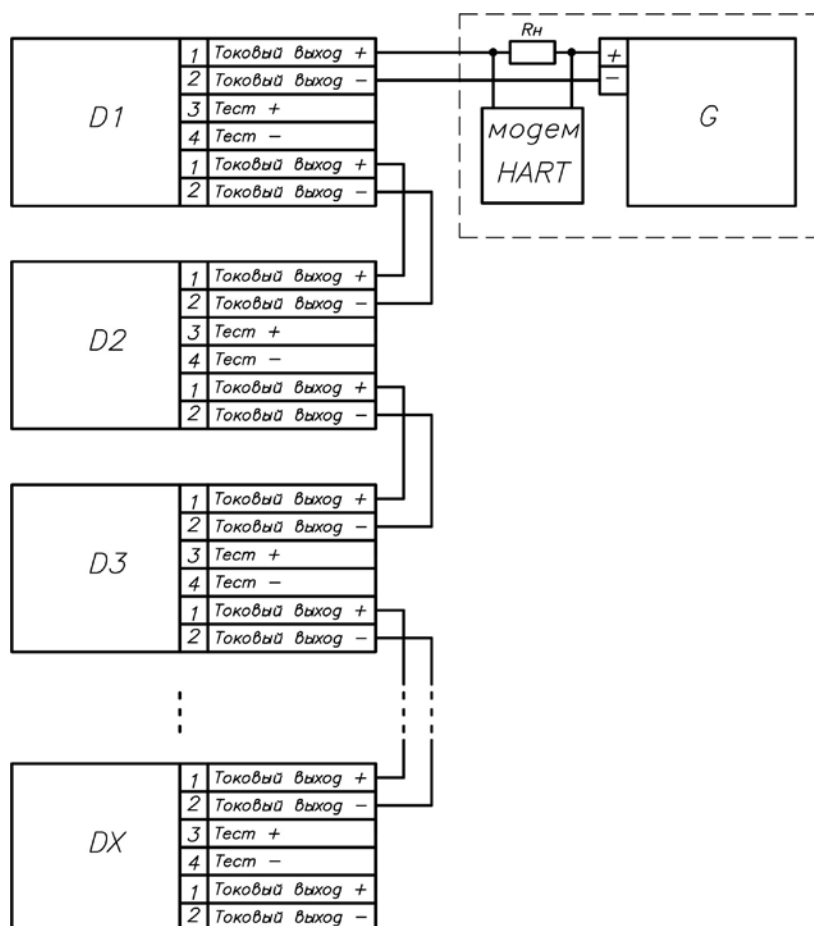 Rн
D1
1 Токовый выход +
2 Токовый выход –
3 Тест +
4 Тест –
1 Токовый выход +
2 Токовый выход –
+
–
G
модем
HART
D2
1 Токовый выход +
2 Токовый выход –
3 Тест +
4 Тест –
1 Токовый выход +
2 Токовый выход –
D3
1 Токовый выход +
2 Токовый выход –
3 Тест +
4 Тест –
1 Токовый выход +
2 Токовый выход –
DX
1 Токовый выход +
2 Токовый выход –
3 Тест +
4 Тест –
1 Токовый выход +
2 Токовый выход –